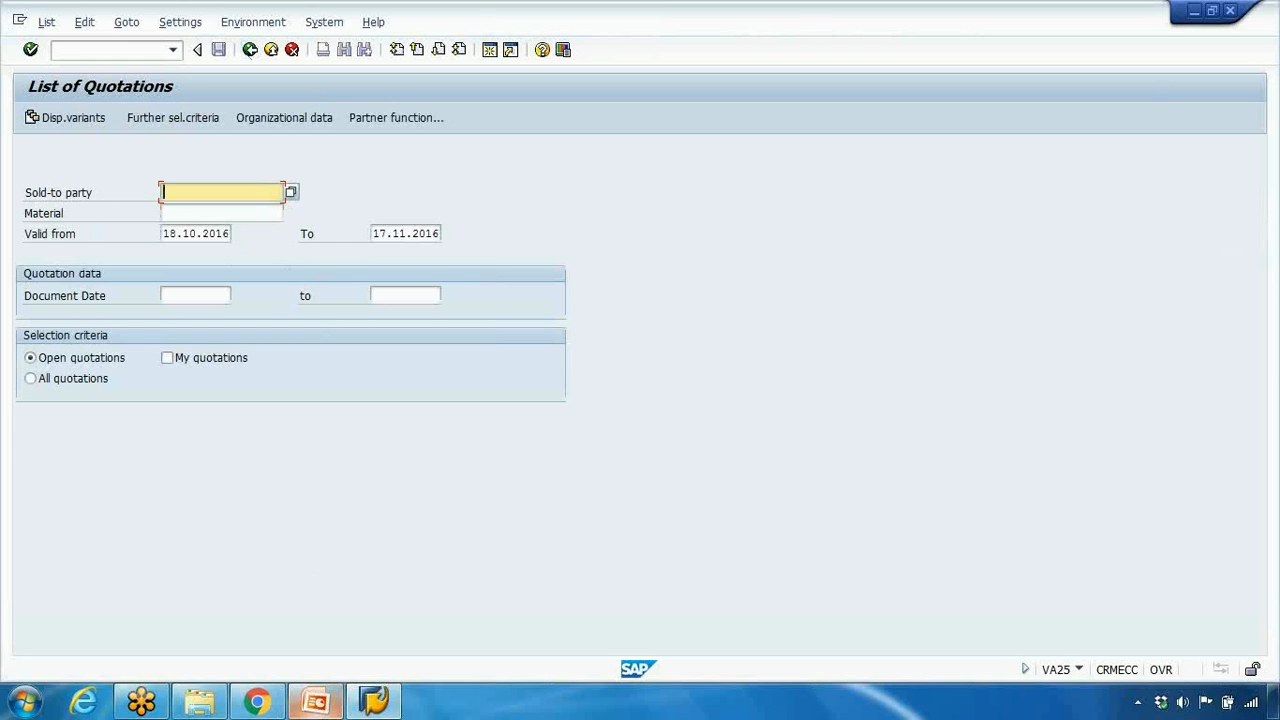 List Edit Goto Settings Environment System Help
List of Quotations
Disp.variants Further sel.criteria Organizational data Partner function...
Sold-to party
Material
Valid from 18.10.2016 To 17.11.2016
Quotation data
Document Date to
Selection criteria
Open quotations My quotations
All quotations
SAP VA25 CRMECC OVR